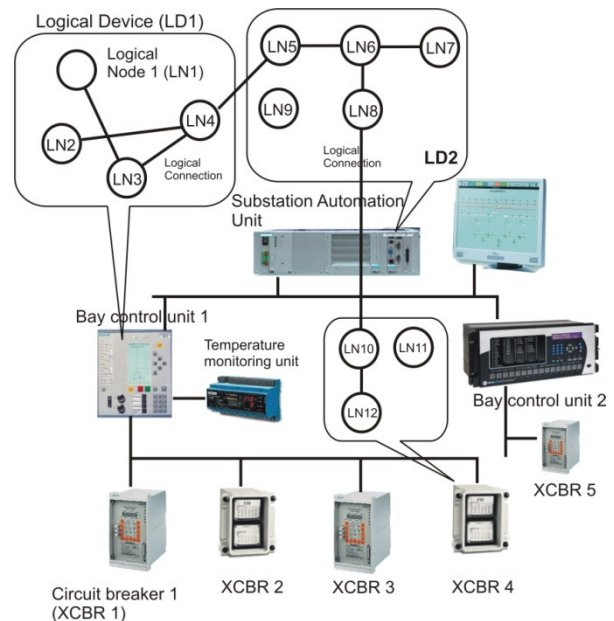 Logical Device (LD1)
Logical
Node 1 (LN1)
LN2
LN3
LN4
Logical
Connection
LN5
LN6
LN7
LN9
LN8
Logical
Connection
LD2
Substation Automation
Unit
Bay control unit 1
Temperature
monitoring unit
LN10
LN11
LN12
Bay control unit 2
XCBR 5
Circuit breaker 1
(XCBR 1)
XCBR 2
XCBR 3
XCBR 4